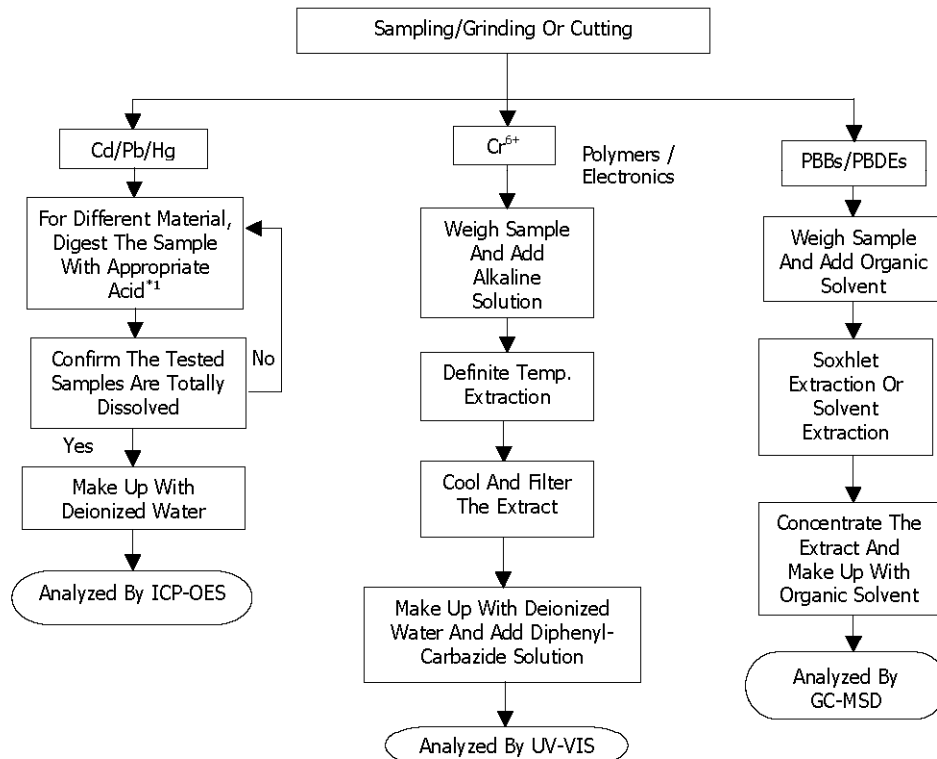 Sampling/Grinding Or Cutting
Cd/Pb/Hg
For Different Material,
Digest The Sample
With Appropriate
Acid*1
Confirm The Tested
Samples Are Totally
Dissolved
No
Yes
Make Up With
Deionized Water
Analyzed By ICP-OES
Cr6+
Polymers /
Electronics
Weigh Sample
And Add
Alkaline
Solution
Definite Temp.
Extraction
Cool And Filter
The Extract
Make Up With Deionized
Water And Add Diphenyl-
Carbazide Solution
Analyzed By UV-VIS
PBBs/PBDEs
Weigh Sample
And Add Organic
Solvent
Soxhlet
Extraction Or
Solvent
Extraction
Concentrate The
Extract And
Make Up With
Organic Solvent
Analyzed By
GC-MSD